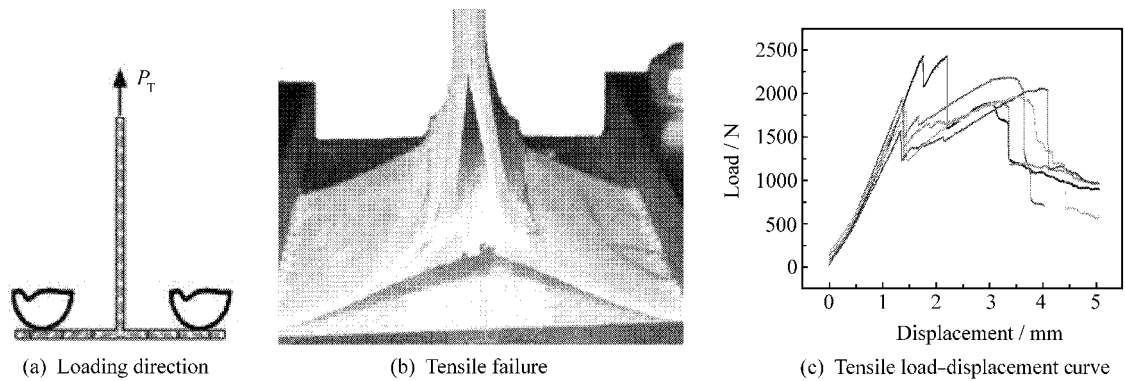 P_T
(a) Loading direction
(b) Tensile failure
2500
2000
1500
1000
500
0
Load / N
0 1 2 3 4 5
Displacement / mm
(c) Tensile load-displacement curve